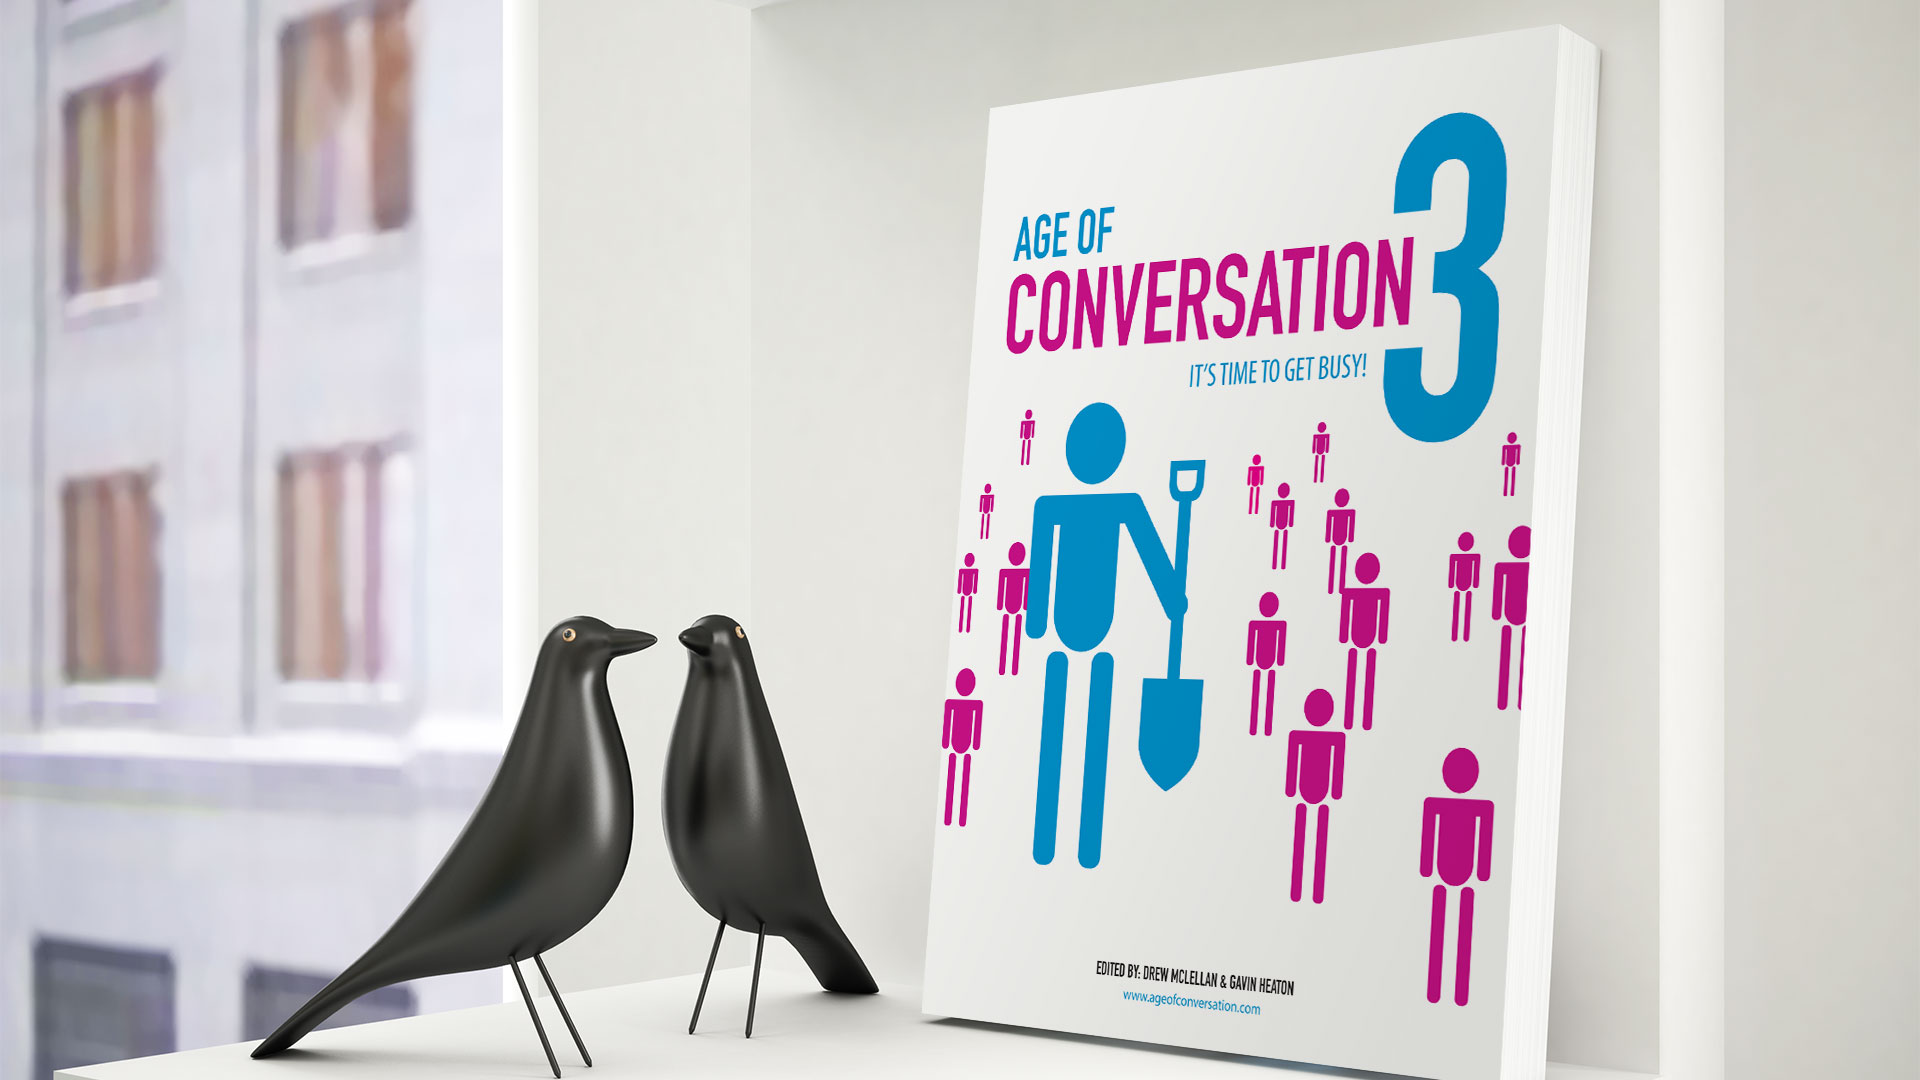 AGE OF
CONVERSATION 3
IT'S TIME TO GET BUSY!
EDITED BY: DREW MCLELLAN & GAVIN HEATON
www.ageofconversation.com